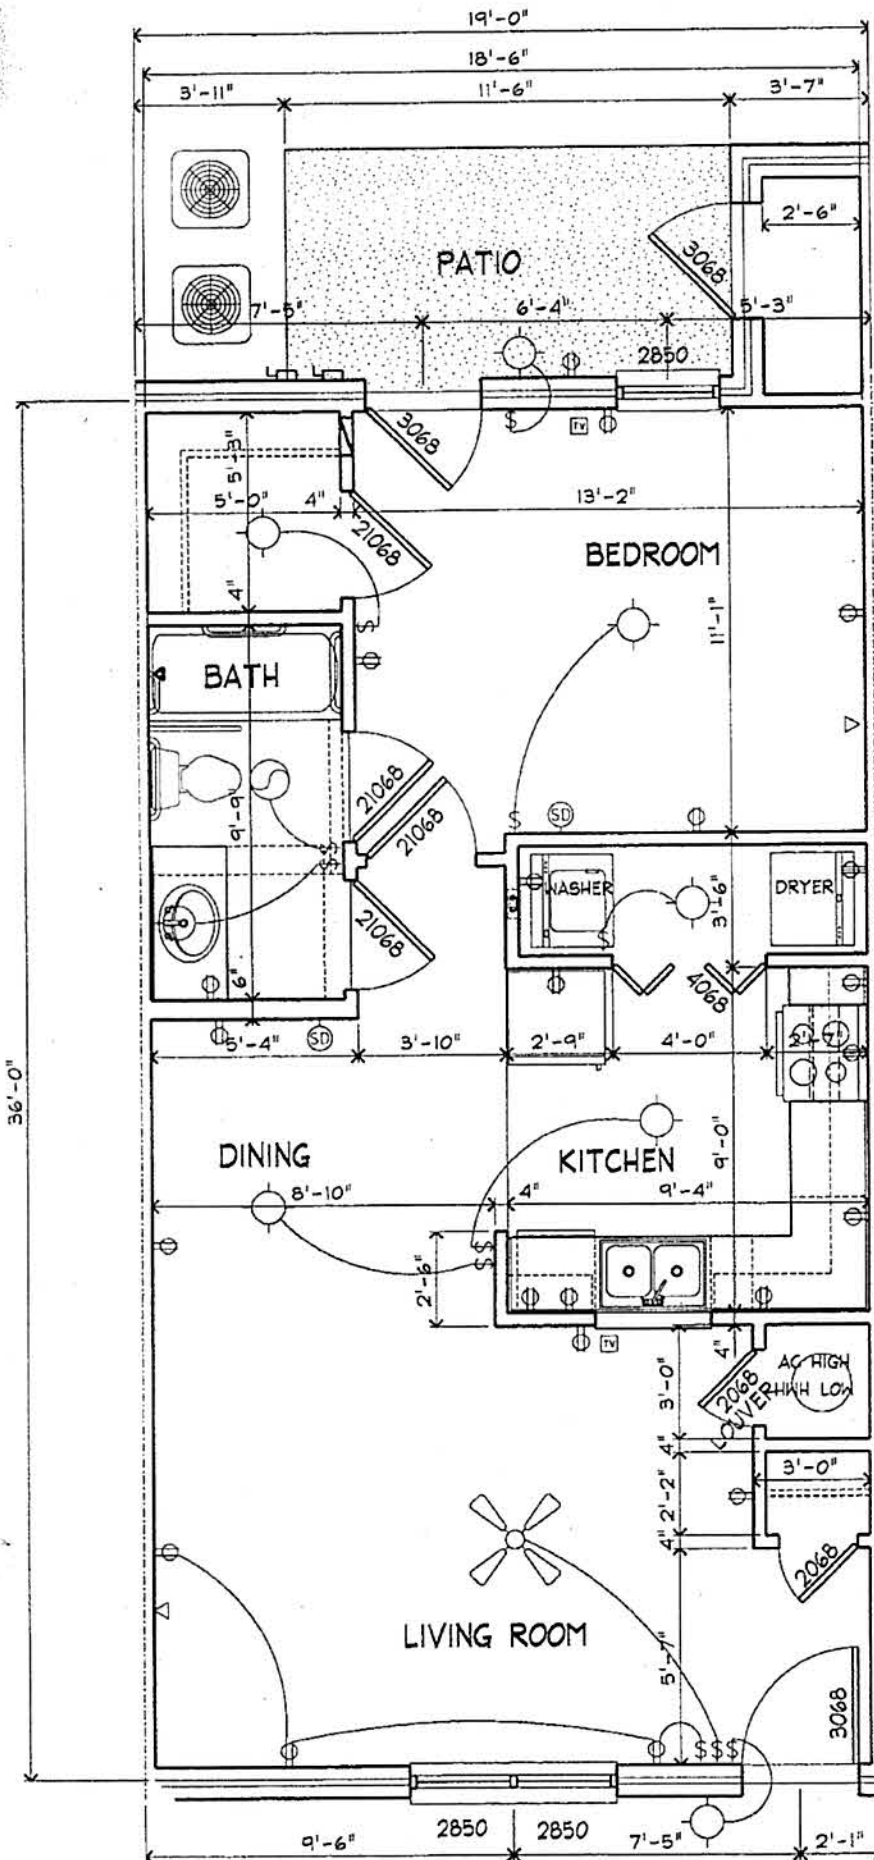 19'-0"
18'-6"
3'-11" 11'-6" 3'-7"
2'-6"
PATIO
3068
7'-5" 6'-4" 5'-3"
2850
3068
TV
5'-3"
5'-0" 4" 13'-2"
21068
BEDROOM
4"
$
11'-1"
BATH
21068
21068
9'-9
$ SD
$
$
WASHER
DRYER
3'-6"
$
21068
4068
6"
SD
5'-4" 3'-10" 2'-9" 4'-0" 2'-7"
36'-0"
DINING KITCHEN
9'-0"
8'-10" 4" 9'-4"
$
$
2'-6"
TV
4"
AC HIGH
HWH LOW
2068
LOUVER
3'-0"
4"
3'-0"
2'-2"
4"
2068
LIVING ROOM
5'-7"
3068
$ $ $
2850 2850
9'-6" 7'-5" 2'-1"